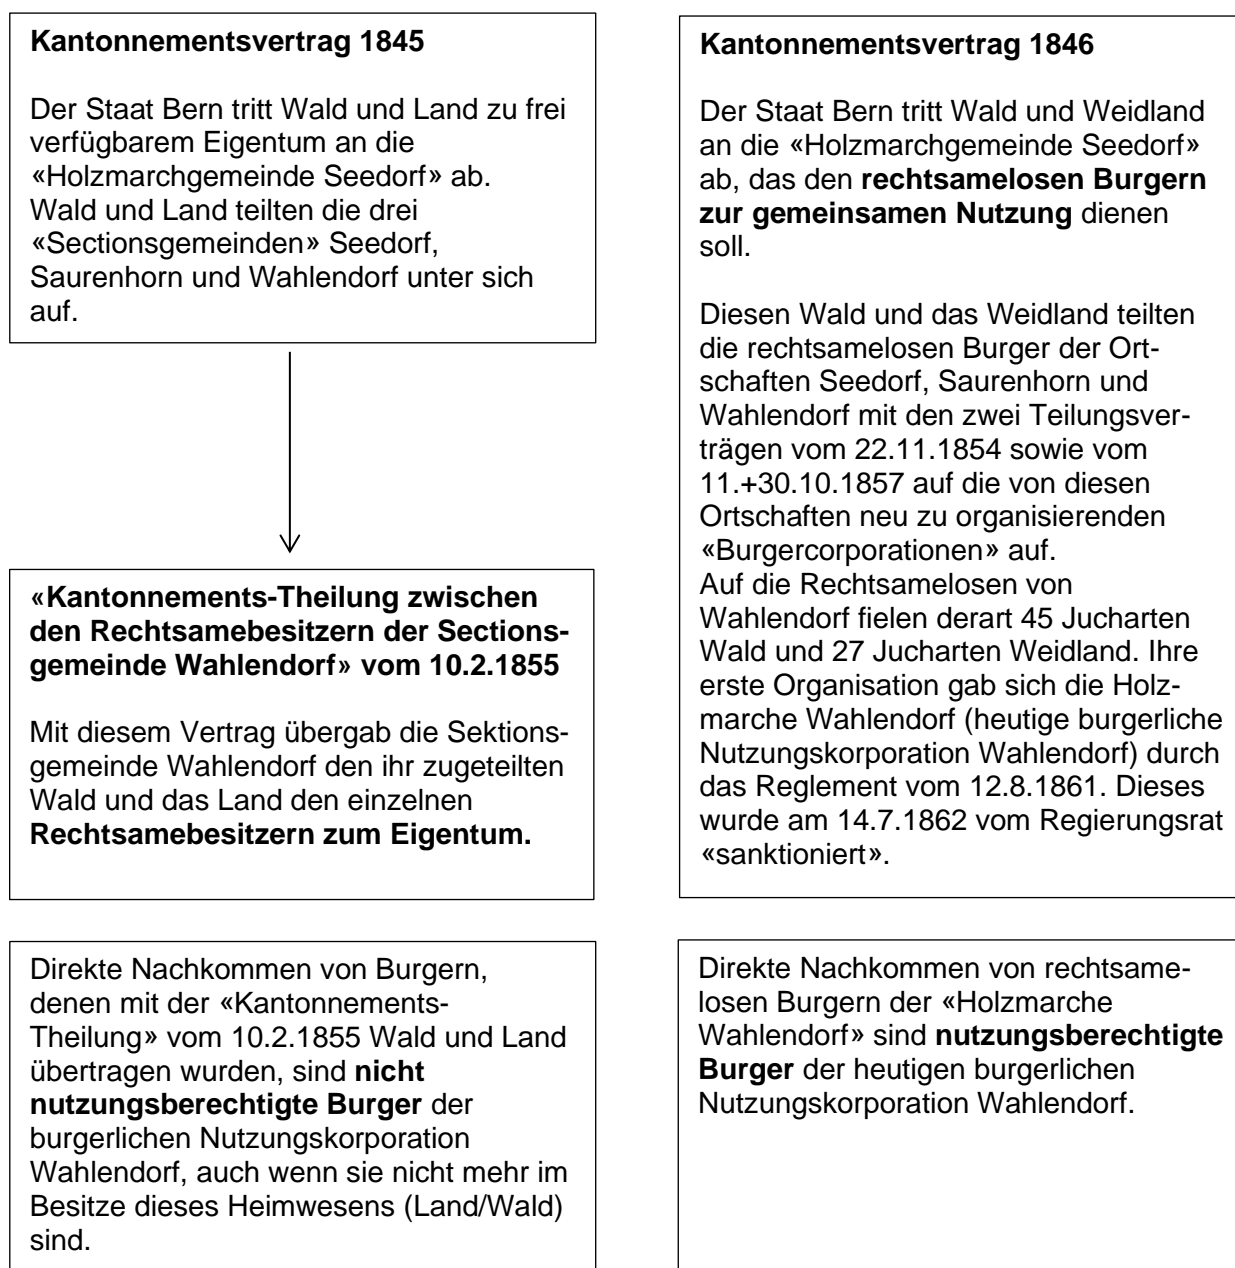 Kantonnementsvertrag 1845
Der Staat Bern tritt Wald und Land zu frei
verfügbarem Eigentum an die
«Holzmarchgemeinde Seedorf» ab.
Wald und Land teilten die drei
«Sectionsgemeinden» Seedorf,
Saurenhorn und Wahlendorf unter sich
auf.
«Kantonnements-Theilung zwischen
den Rechtsamebesitzern der Sections-
gemeinde Wahlendorf» vom 10.2.1855
Mit diesem Vertrag übergab die Sektions-
gemeinde Wahlendorf den ihr zugeteilten
Wald und das Land den einzelnen
Rechtsamebesitzern zum Eigentum.
Direkte Nachkommen von Burgern,
denen mit der «Kantonnements-
Theilung» vom 10.2.1855 Wald und Land
übertragen wurden, sind nicht
nutzungsberechtigte Burger der
burgerlichen Nutzungskorporation
Wahlendorf, auch wenn sie nicht mehr im
Besitze dieses Heimwesens (Land/Wald)
sind.
Kantonnementsvertrag 1846
Der Staat Bern tritt Wald und Weidland
an die «Holzmarchgemeinde Seedorf»
ab, das den rechtsamelosen Burgern
zur gemeinsamen Nutzung dienen
soll.
Diesen Wald und das Weidland teilten
die rechtsamelosen Burger der Ort-
schaften Seedorf, Saurenhorn und
Wahlendorf mit den zwei Teilungsver-
trägen vom 22.11.1854 sowie vom
11.+30.10.1857 auf die von diesen
Ortschaften neu zu organisierenden
«Burgercorporationen» auf.
Auf die Rechtsamelosen von
Wahlendorf fielen derart 45 Jucharten
Wald und 27 Jucharten Weidland. Ihre
erste Organisation gab sich die Holz-
marche Wahlendorf (heutige burgerliche
Nutzungskorporation Wahlendorf) durch
das Reglement vom 12.8.1861. Dieses
wurde am 14.7.1862 vom Regierungsrat
«sanktioniert».
Direkte Nachkommen von rechtsame-
losen Burgern der «Holzmarche
Wahlendorf» sind nutzungsberechtigte
Burger der heutigen burgerlichen
Nutzungskorporation Wahlendorf.